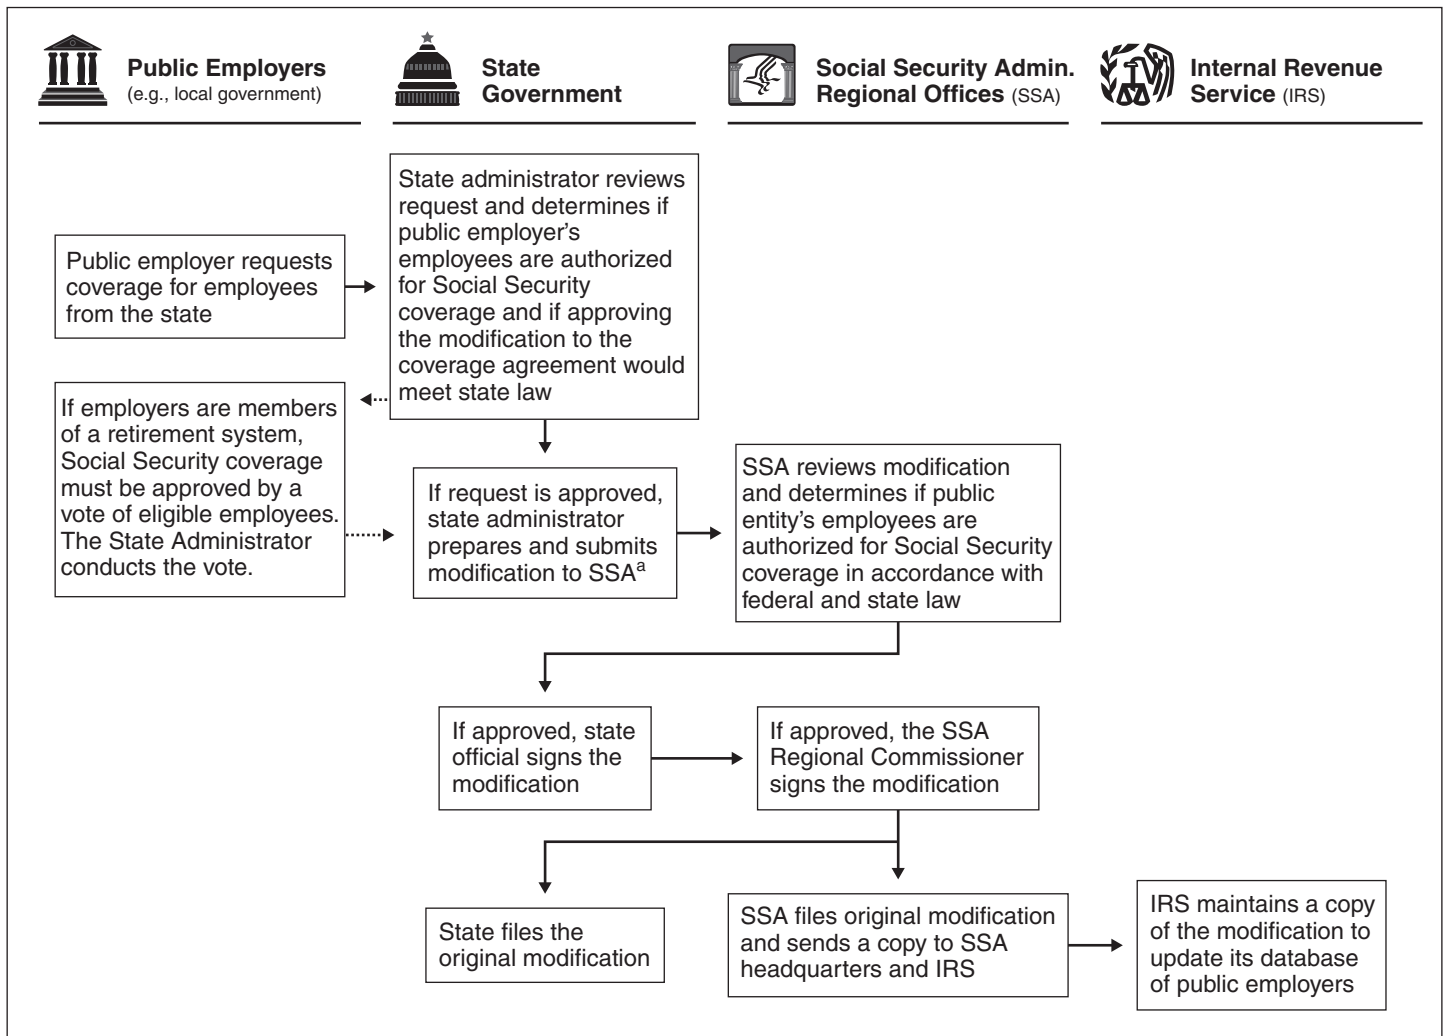 Public Employers
(e.g., local government)
State
Government
Social Security Admin.
Regional Offices (SSA)
Internal Revenue
Service (IRS)
Public employer requests
coverage for employees
from the state
State administrator reviews
request and determines if
public employer's
employees are authorized
for Social Security
coverage and if approving
the modification to the
coverage agreement would
meet state law
If employers are members
of a retirement system,
Social Security coverage
must be approved by a
vote of eligible employees.
The State Administrator
conducts the vote.
If request is approved,
state administrator
prepares and submits
modification to SSAa
SSA reviews modification
and determines if public
entity's employees are
authorized for Social Security
coverage in accordance with
federal and state law
If approved, state
official signs the
modification
If approved, the SSA
Regional Commissioner
signs the modification
State files the
original modification
SSA files original modification
and sends a copy to SSA
headquarters and IRS
IRS maintains a copy
of the modification to
update its database
of public employers